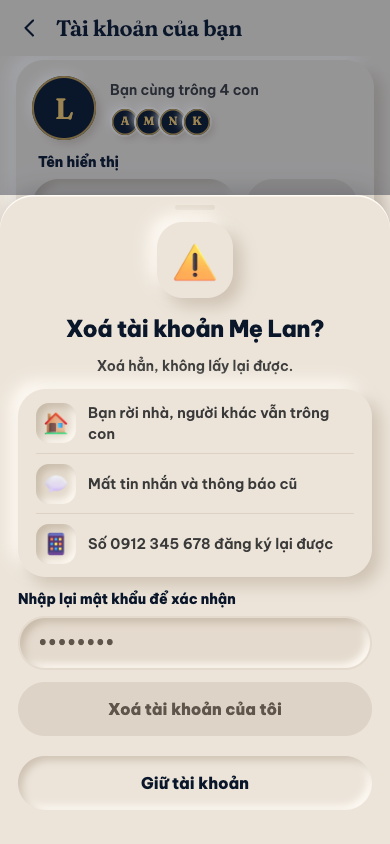 Tài khoản của bạn
L
Bạn cùng trông 4 con
A M N K
Tên hiển thị
Xoá tài khoản Mẹ Lan?
Xoá hẳn, không lấy lại được.
Bạn rời nhà, người khác vẫn trông
con
Mất tin nhắn và thông báo cũ
Số 0912 345 678 đăng ký lại được
Nhập lại mật khẩu để xác nhận
••••••••
Xoá tài khoản của tôi
Giữ tài khoản